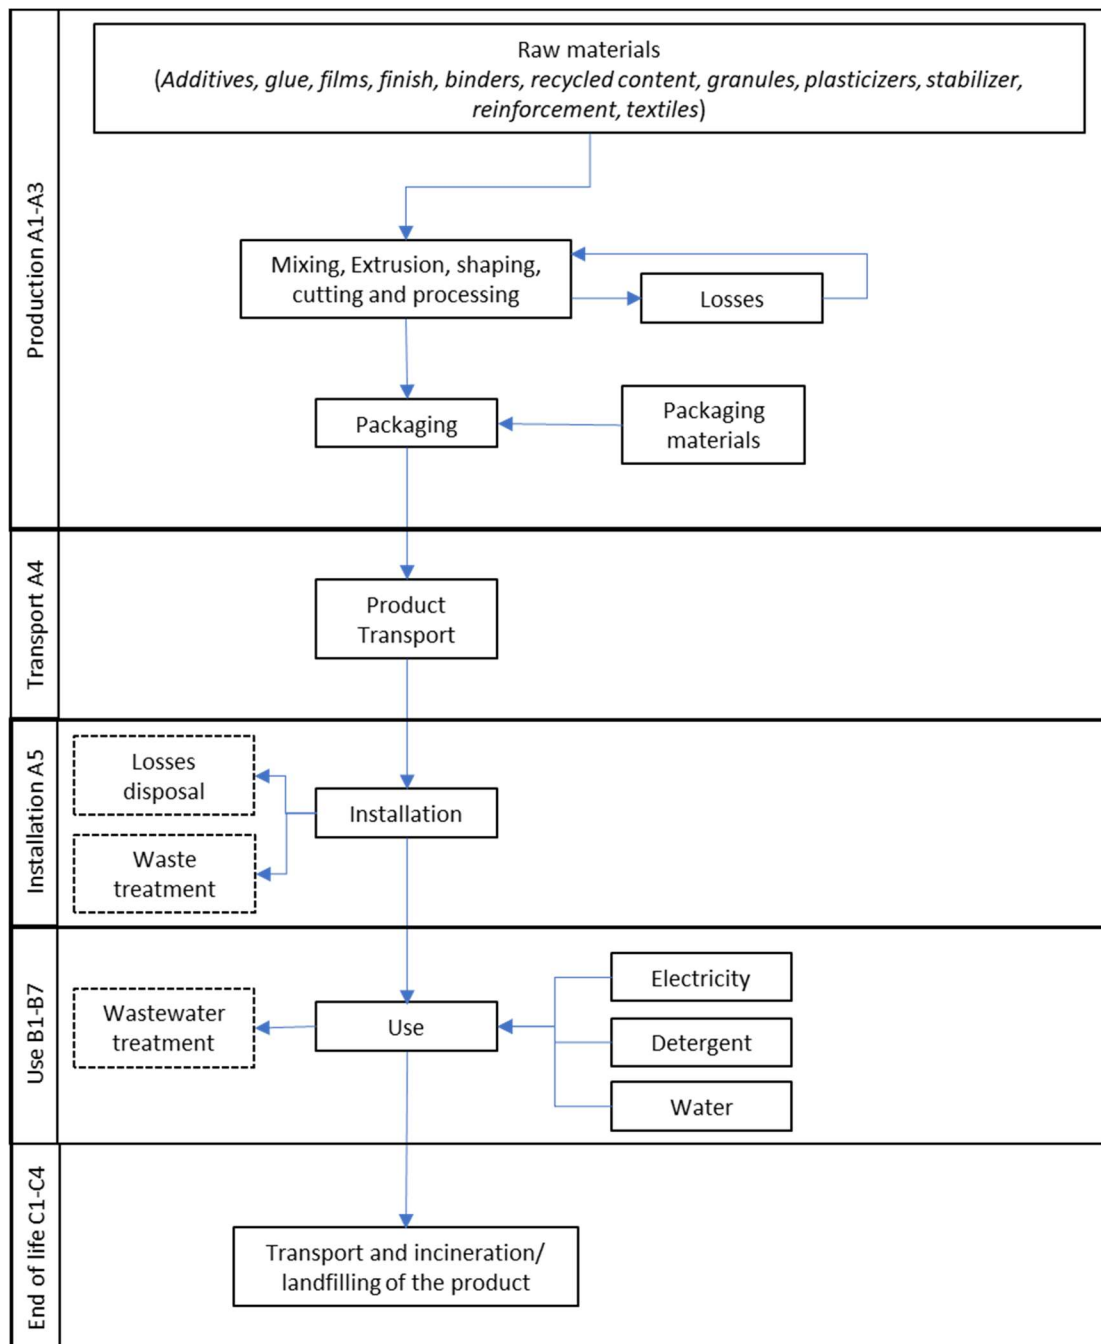 Production A1-A3
Raw materials
(Additives, glue, films, finish, binders, recycled content, granules, plasticizers, stabilizer,
reinforcement, textiles)
Mixing, Extrusion, shaping,
cutting and processing
Losses
Packaging
Packaging
materials
Transport A4
Product
Transport
Installation A5
Losses
disposal
Installation
Waste
treatment
Use B1-B7
Wastewater
treatment
Use
Electricity
Detergent
Water
End of life C1-C4
Transport and incineration/
landfilling of the product